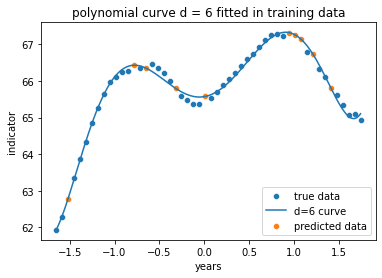 polynomial curve d = 6 fitted in training data
67
66
65
64
63
62
indicator
-1.5
-1.0
-0.5
0.0
0.5
1.0
1.5
years
true data
d=6 curve
predicted data